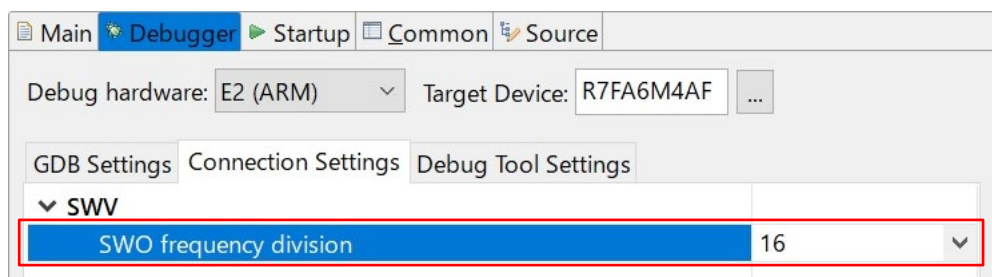 Main Debugger Startup Common Source
Debug hardware: E2 (ARM) Target Device: R7FA6M4AF ...
GDB Settings Connection Settings Debug Tool Settings
SWV
SWO frequency division 16